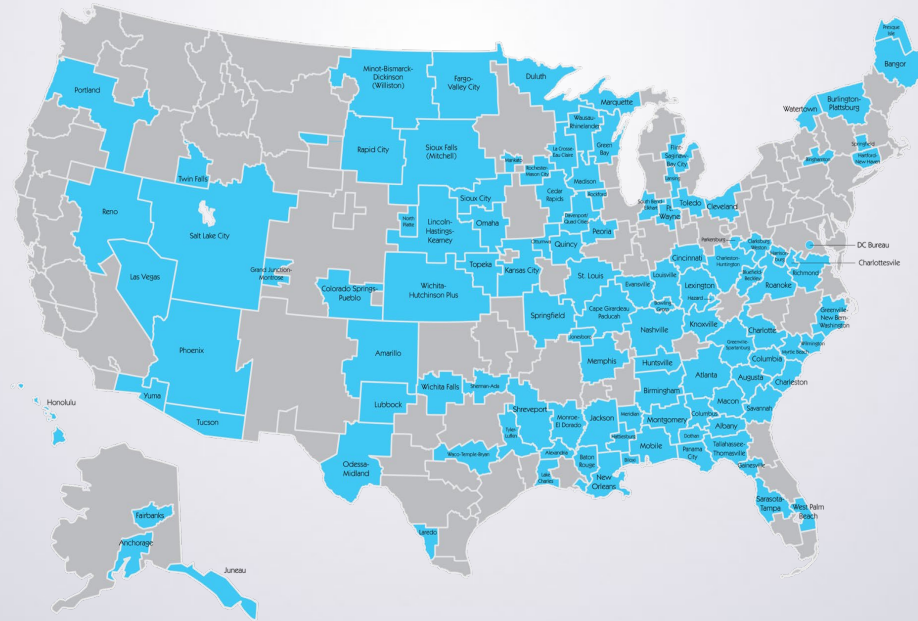 Presque
Isle
Bangor
Portland
Minot-Bismarck-
Dickinson
(Williston)
Fargo-
Valley City
Duluth
Marquette
Watertown
Burlington-
Plattsburg
Wausau-
Rhinelander
Green
Bay
La Crosse-
Eau Claire
Springfield
Hartford-
New Haven
Binghamton
Rapid City
Sioux Falls
(Mitchell)
Mankato
Rochester-
Mason City
Flint-
Saginaw-
Bay City
Lansing
Twin Falls
Madison
Sioux City
Cedar
Rapids
Rockford
South Bend-
Elkhart
Ft.
Wayne
Toledo
Cleveland
Reno
Salt Lake City
North
Platte
Lincoln-
Hastings-
Kearney
Omaha
Davenport
Quad Cities
Peoria
Ottumwa
Quincy
Parkersburg
Clarksburg
Weston
DC Bureau
Harrison-
burg
Charlottesville
Las Vegas
Grand Junction-
Montrose
Colorado Springs-
Pueblo
Topeka
Kansas City
Wichita-
Hutchinson Plus
St. Louis
Evansville
Louisville
Cincinnati
Charleston-
Huntington
Lexington
Hazard
Bluefield-
Beckley
Roanoke
Richmond
Phoenix
Springfield
Cape Girardeau
Paducah
Bowling
Green
Nashville
Knoxville
Greenville-
New Bern-
Washington
Amarillo
Jonesboro
Memphis
Huntsville
Greenville
Spartanburg
Charlotte
Wilmington
Columbia
Myrtle Beach
Honolulu
Yuma
Tucson
Lubbock
Wichita Falls
Sherman-Ada
Birmingham
Atlanta
Augusta
Charleston
Macon
Savannah
Shreveport
Tyler-
Lufkin
Monroe-
El Dorado
Jackson
Meridian
Montgomery
Columbus
Albany
Odessa-
Midland
Waco-Temple-Bryan
Alexandria
Hattiesburg
Mobile
Dothan
Panama
City
Tallahassee-
Thomasville
Lake
Charles
Baton
Rouge
Biloxi
New
Orleans
Gainesville
Sarasota-
Tampa
West Palm
Beach
Laredo
Fairbanks
Anchorage
Juneau